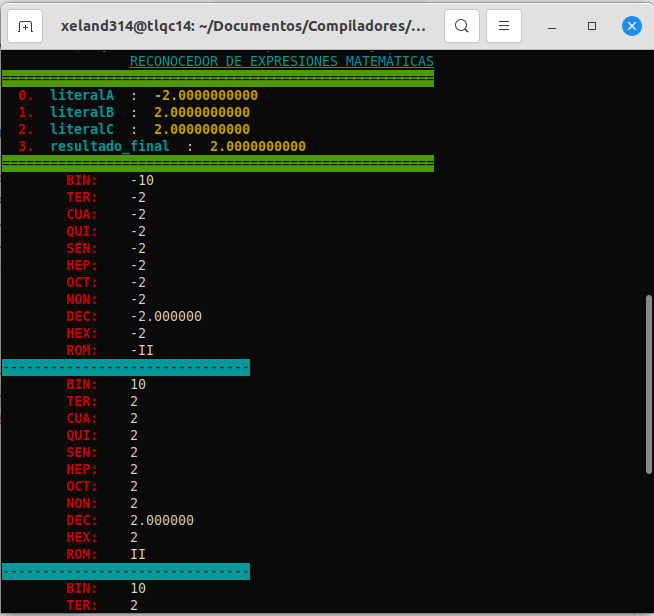 xeland314@tlqc14: ~/Documentos/Compiladores/...
RECONOCEDOR DE EXPRESIONES MATEMÁTICAS
======================================================
0. literalA : -2.0000000000
1. literalB : 2.0000000000
2. literalC : 2.0000000000
3. resultado_final : 2.0000000000
======================================================
BIN: -10
TER: -2
CUA: -2
QUI: -2
SEN: -2
HEP: -2
OCT: -2
NON: -2
DEC: -2.000000
HEX: -2
ROM: -II
-------------------------------
BIN: 10
TER: 2
CUA: 2
QUI: 2
SEN: 2
HEP: 2
OCT: 2
NON: 2
DEC: 2.000000
HEX: 2
ROM: II
-------------------------------
BIN: 10
TER: 2